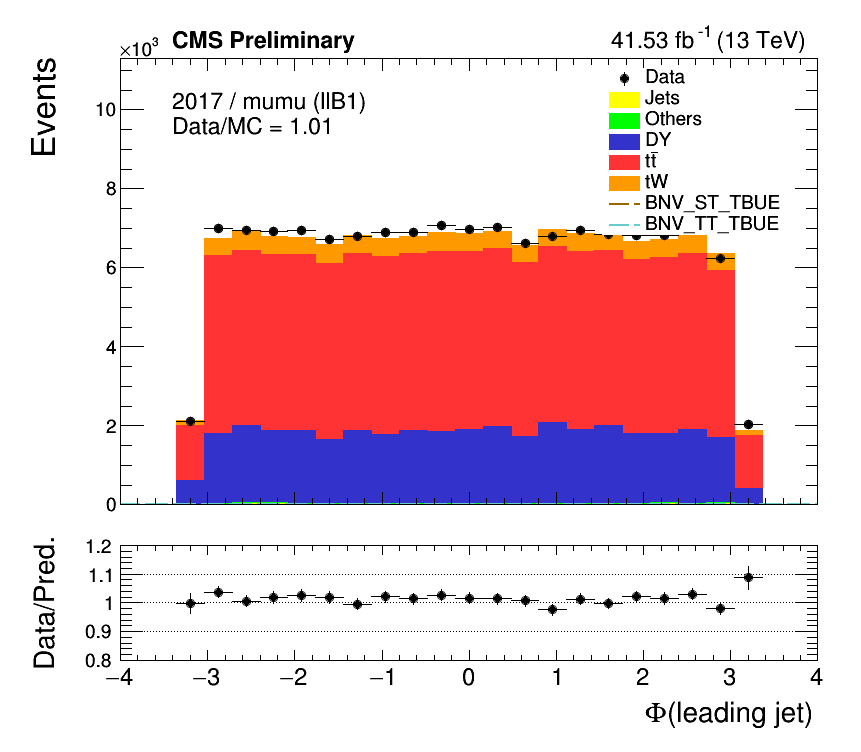 ×10³ CMS Preliminary 41.53 fb⁻¹ (13 TeV)
Events
2017 / mumu (llB1)
Data/MC = 1.01
Data
Jets
Others
DY
tt̄
tW
BNV_ST_TBUE
BNV_TT_TBUE
10
8
6
4
2
0
Data/Pred.
1.2
1.1
1
0.9
0.8
−4 −3 −2 −1 0 1 2 3 4
Φ(leading jet)